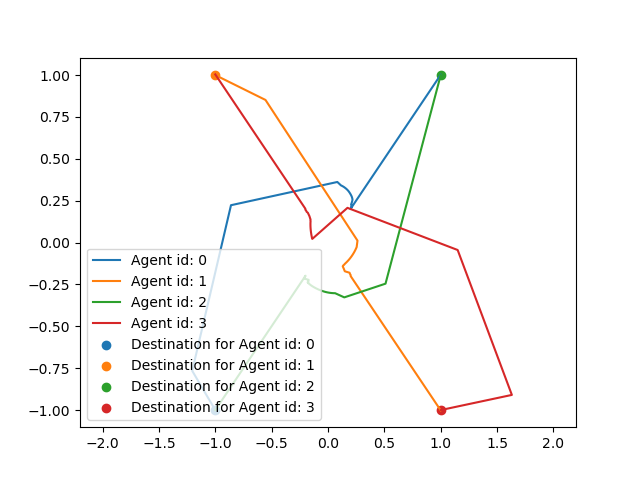 1.00
0.75
0.50
0.25
0.00
−0.25
−0.50
−0.75
−1.00
Agent id: 0
Agent id: 1
Agent id: 2
Agent id: 3
Destination for Agent id: 0
Destination for Agent id: 1
Destination for Agent id: 2
Destination for Agent id: 3
−2.0 −1.5 −1.0 −0.5 0.0 0.5 1.0 1.5 2.0